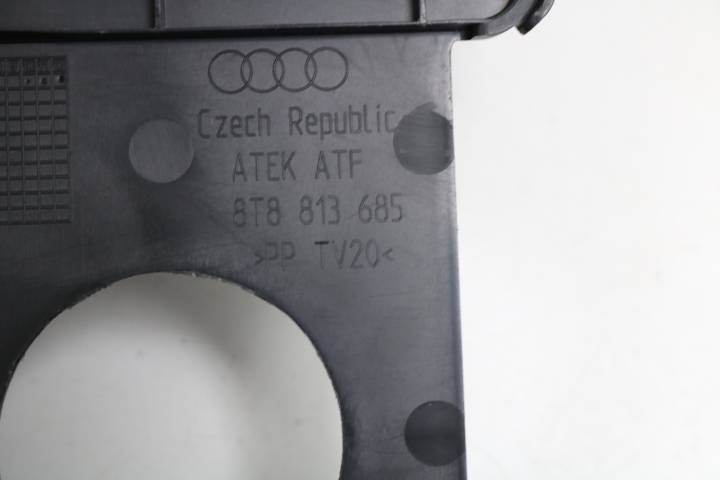 Czech Republic
ATEK ATF
8T8 813 685
>PP TV20<